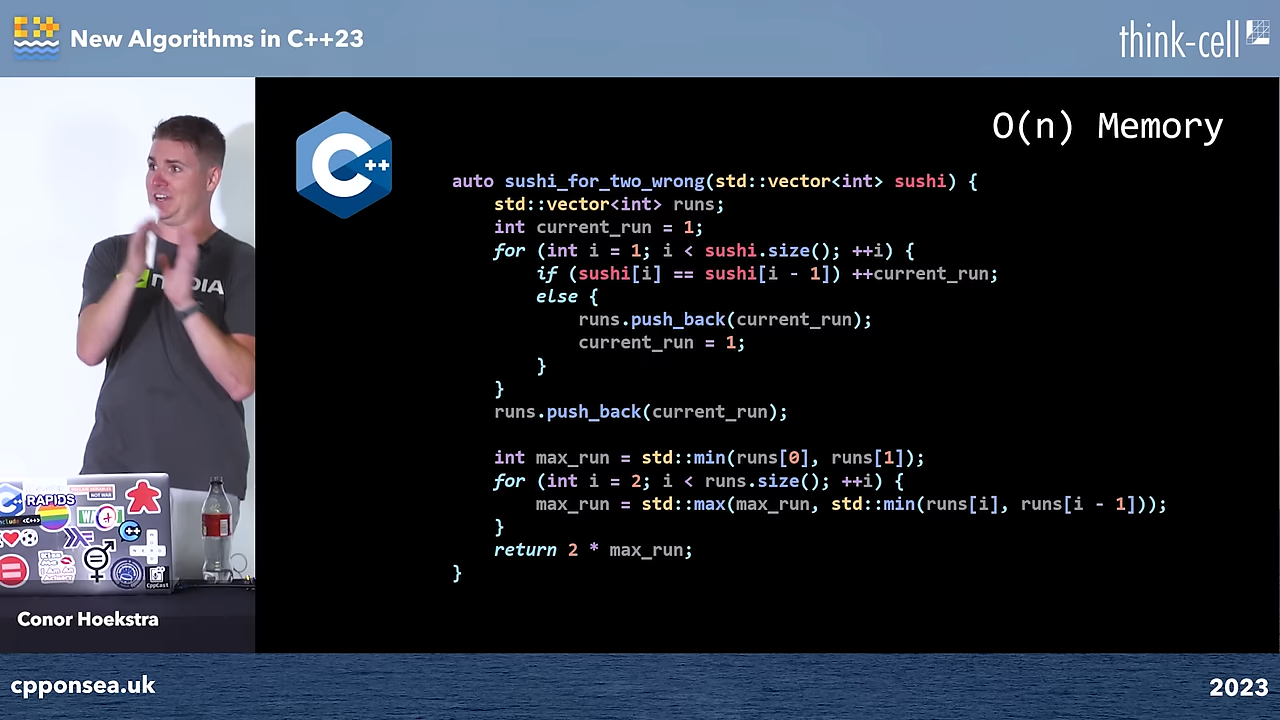 New Algorithms in C++23
think-cell
C++
O(n) Memory
auto sushi_for_two_wrong(std::vector<int> sushi) {
    std::vector<int> runs;
    int current_run = 1;
    for (int i = 1; i < sushi.size(); ++i) {
        if (sushi[i] == sushi[i - 1]) ++current_run;
        else {
            runs.push_back(current_run);
            current_run = 1;
        }
    }
    runs.push_back(current_run);
    int max_run = std::min(runs[0], runs[1]);
    for (int i = 2; i < runs.size(); ++i) {
        max_run = std::max(max_run, std::min(runs[i], runs[i - 1]));
    }
    return 2 * max_run;
}
RAPIDS
CppCast
Conor Hoekstra
cpponsea.uk
2023